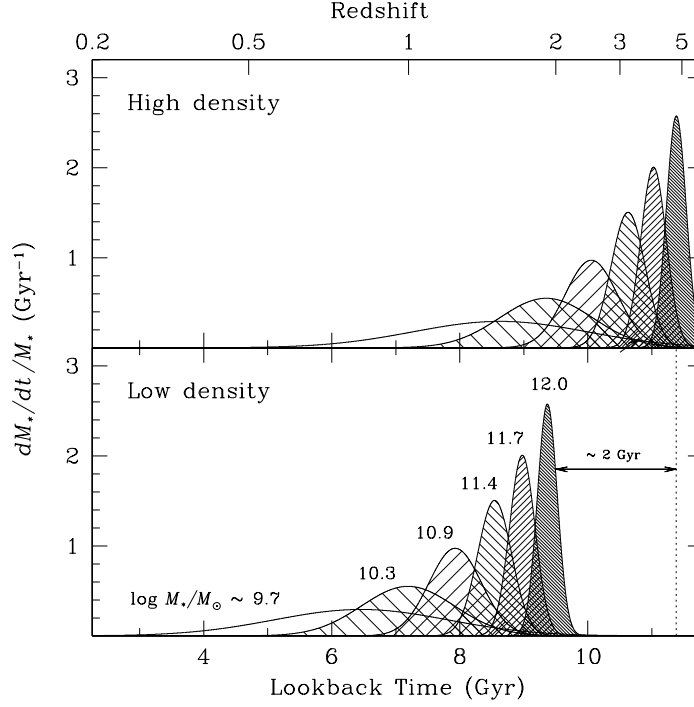 Redshift
0.2 0.5 1 2 3 5
3
High density
2
1
dM*/dt/M* (Gyr⁻¹)
3
Low density
12.0
11.7
2
~ 2 Gyr
11.4
10.9
1
10.3
log M*/M☉ ~ 9.7
4 6 8 10
Lookback Time (Gyr)